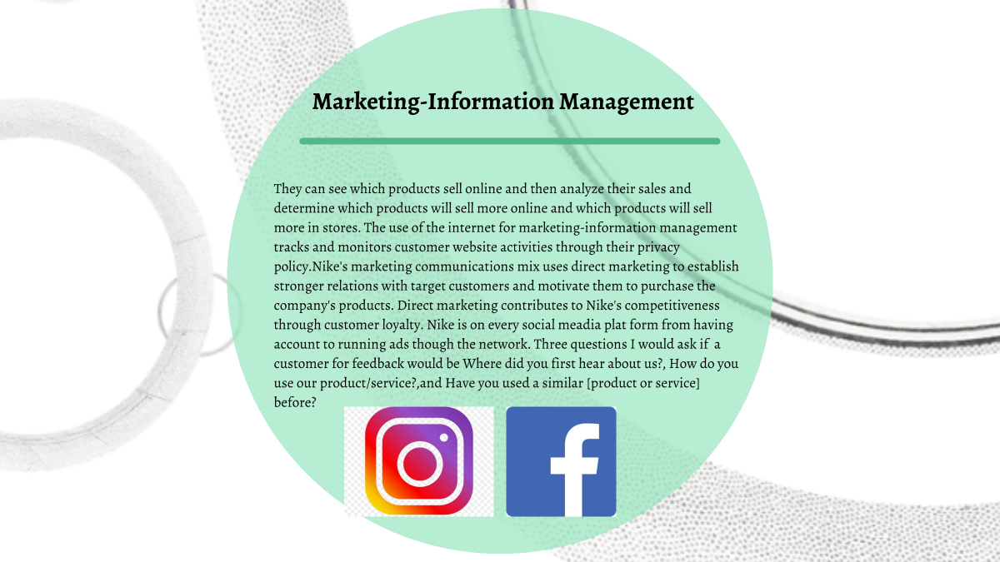 Marketing-Information Management
They can see which products sell online and then analyze their sales and
determine which products will sell more online and which products will sell
more in stores. The use of the internet for marketing-information management
tracks and monitors customer website activities through their privacy
policy.Nike's marketing communications mix uses direct marketing to establish
stronger relations with target customers and motivate them to purchase the
company's products. Direct marketing contributes to Nike's competitiveness
through customer loyalty. Nike is on every social meadia plat form from having
account to running ads though the network. Three questions I would ask if a
customer for feedback would be Where did you first hear about us?, How do you
use our product/service?,and Have you used a similar [product or service]
before?